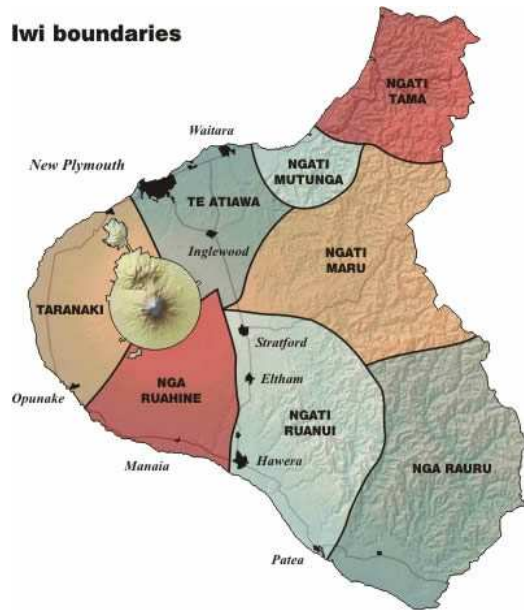 Iwi boundaries
NGATI
TAMA
Waitara
New Plymouth
NGATI
MUTUNGA
TE ATIAWA
Inglewood
NGATI
MARU
TARANAKI
Stratford
NGA
RUAHINE
Eltham
Opunake
NGATI
RUANUI
Manaia
Hawera
NGA RAURU
Patea